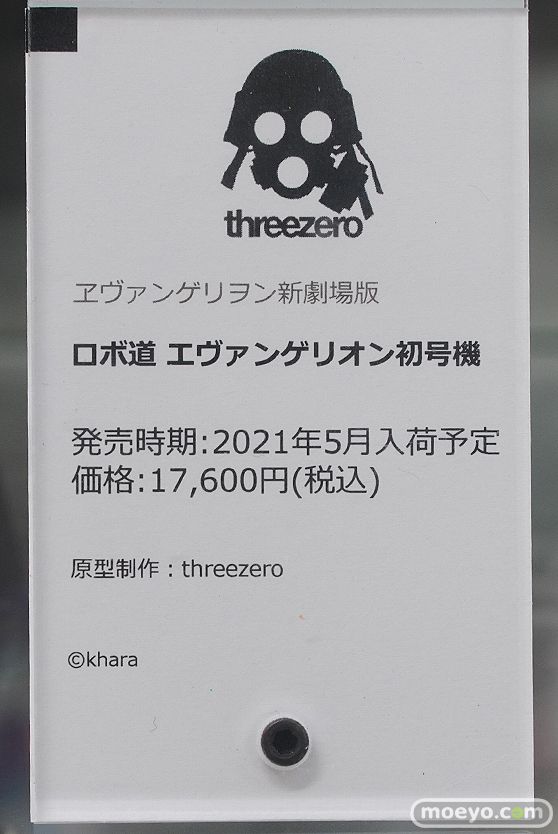 threezero
ヱヴァンゲリヲン新劇場版
ロボ道 エヴァンゲリオン初号機
発売時期:2021年5月入荷予定
価格:17,600円(税込)
原型制作：threezero
©khara
moeyo.com